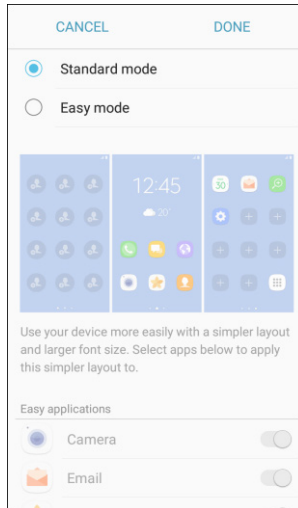 CANCEL DONE
Standard mode
Easy mode
12:45
20°
30
Use your device more easily with a simpler layout
and larger font size. Select apps below to apply
this simpler layout to.
Easy applications
Camera
Email